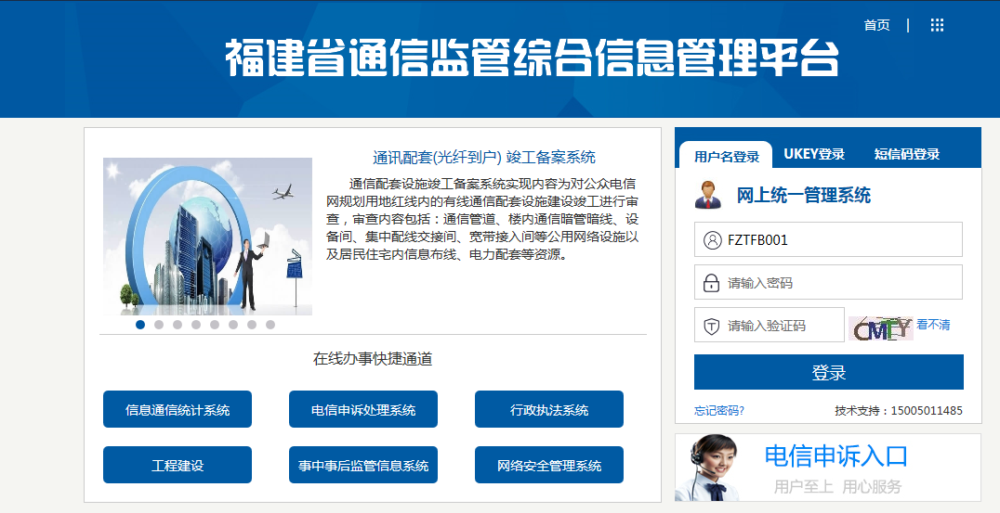 首页
福建省通信监管综合信息管理平台
通讯配套(光纤到户) 竣工备案系统
通信配套设施竣工备案系统实现内容为对公众电信
网规划用地红线内的有线通信配套设施建设竣工进行审
查，审查内容包括：通信管道、楼内通信暗管暗线、设
备间、集中配线交接间、宽带接入间等公用网络设施以
及居民住宅内信息布线、电力配套等资源。
在线办事快捷通道
信息通信统计系统 电信申诉处理系统 行政执法系统
工程建设 事中事后监管信息系统 网络安全管理系统
用户名登录 UKEY登录 短信码登录
网上统一管理系统
FZTFB001
请输入密码
请输入验证码 CMTY 看不清
登录
忘记密码? 技术支持：15005011485
电信申诉入口
用户至上 用心服务